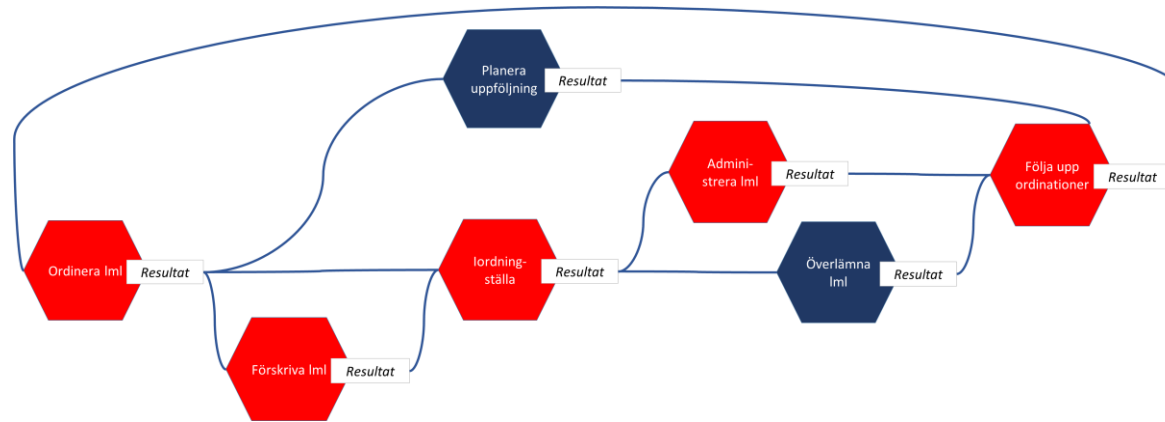 Planera
uppföljning
Resultat
Admini-
strera lml
Resultat
Följa upp
ordinationer
Resultat
Ordinera lml
Resultat
Iordning-
ställa
Resultat
Överlämna
lml
Resultat
Förskriva lml
Resultat